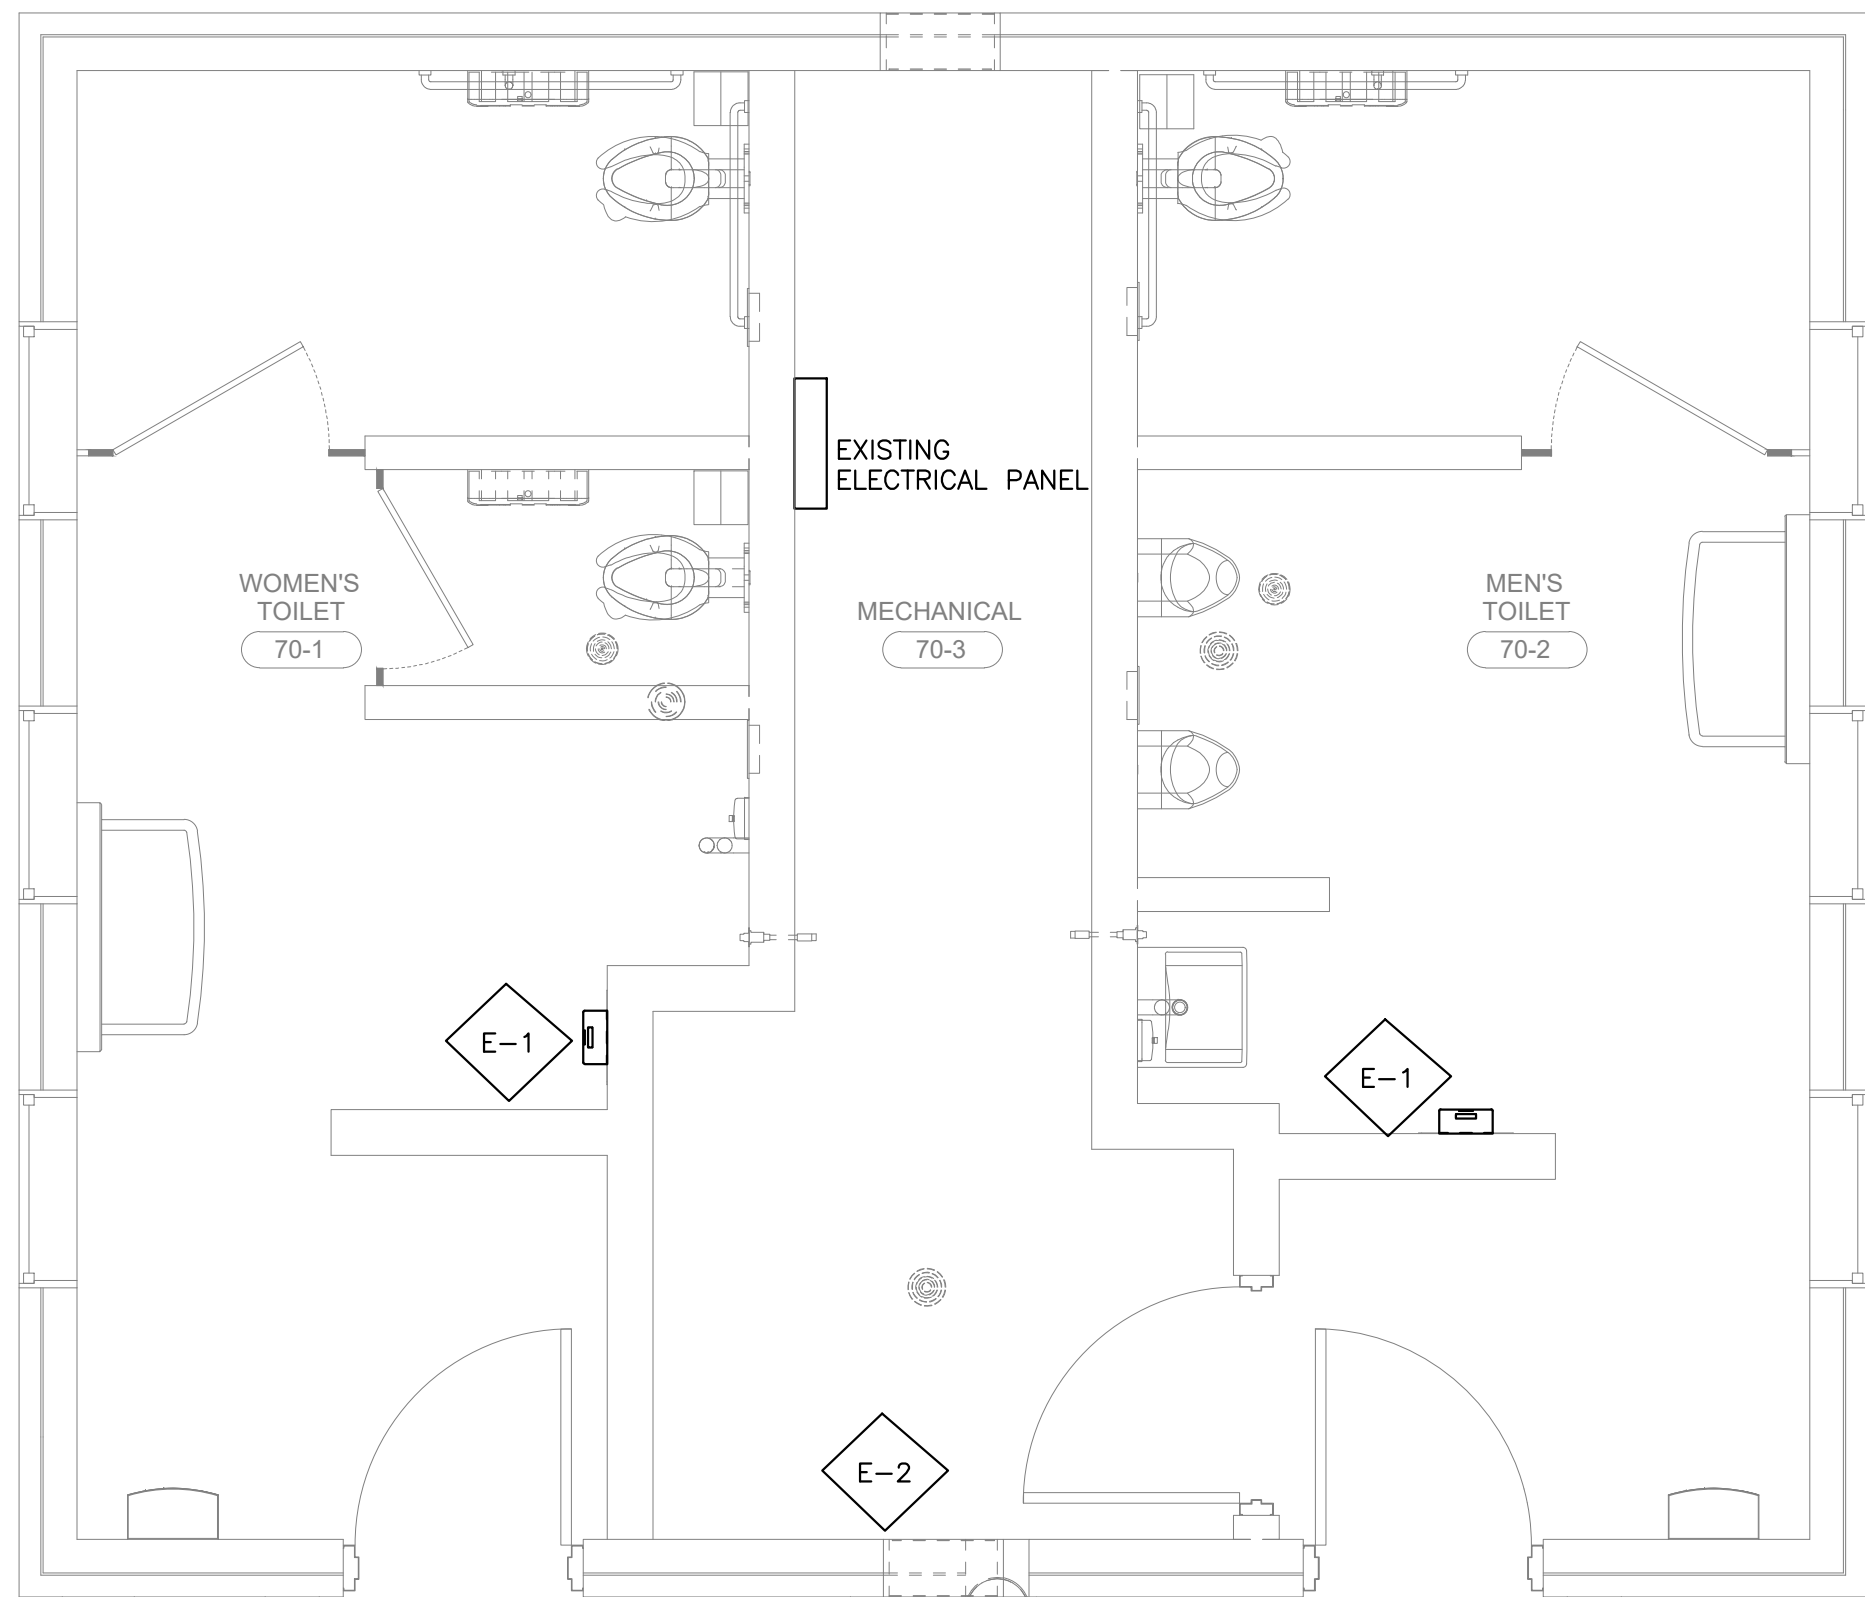 EXISTING
ELECTRICAL PANEL
WOMEN'S
TOILET
70-1
MECHANICAL
70-3
MEN'S
TOILET
70-2
E-1
E-1
E-2